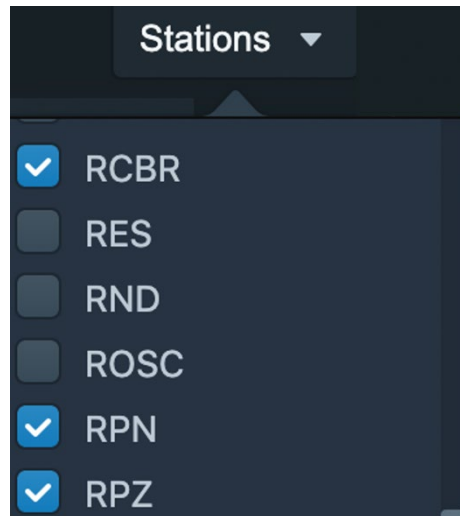 Stations
RCBR
RES
RND
ROSC
RPN
RPZ